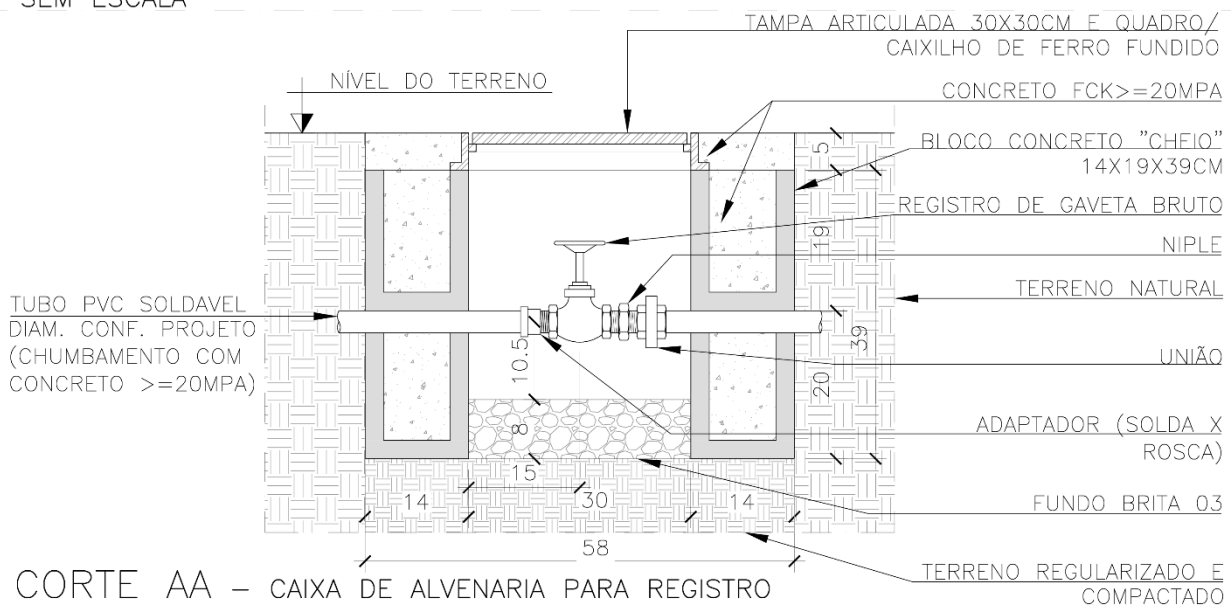 SEM ESCALA
TAMPA ARTICULADA 30X30CM E QUADRO/
CAIXILHO DE FERRO FUNDIDO
NÍVEL DO TERRENO
CONCRETO FCK>=20MPA
5
BLOCO CONCRETO "CHEIO"
14X19X39CM
REGISTRO DE GAVETA BRUTO
19
NIPLE
TERRENO NATURAL
TUBO PVC SOLDAVEL
DIAM. CONF. PROJETO
(CHUMBAMENTO COM
CONCRETO >=20MPA)
39
UNIÃO
10.5
20
ADAPTADOR (SOLDA X
ROSCA)
8
15
14
30
14
FUNDO BRITA 03
58
TERRENO REGULARIZADO E
COMPACTADO
CORTE AA – CAIXA DE ALVENARIA PARA REGISTRO